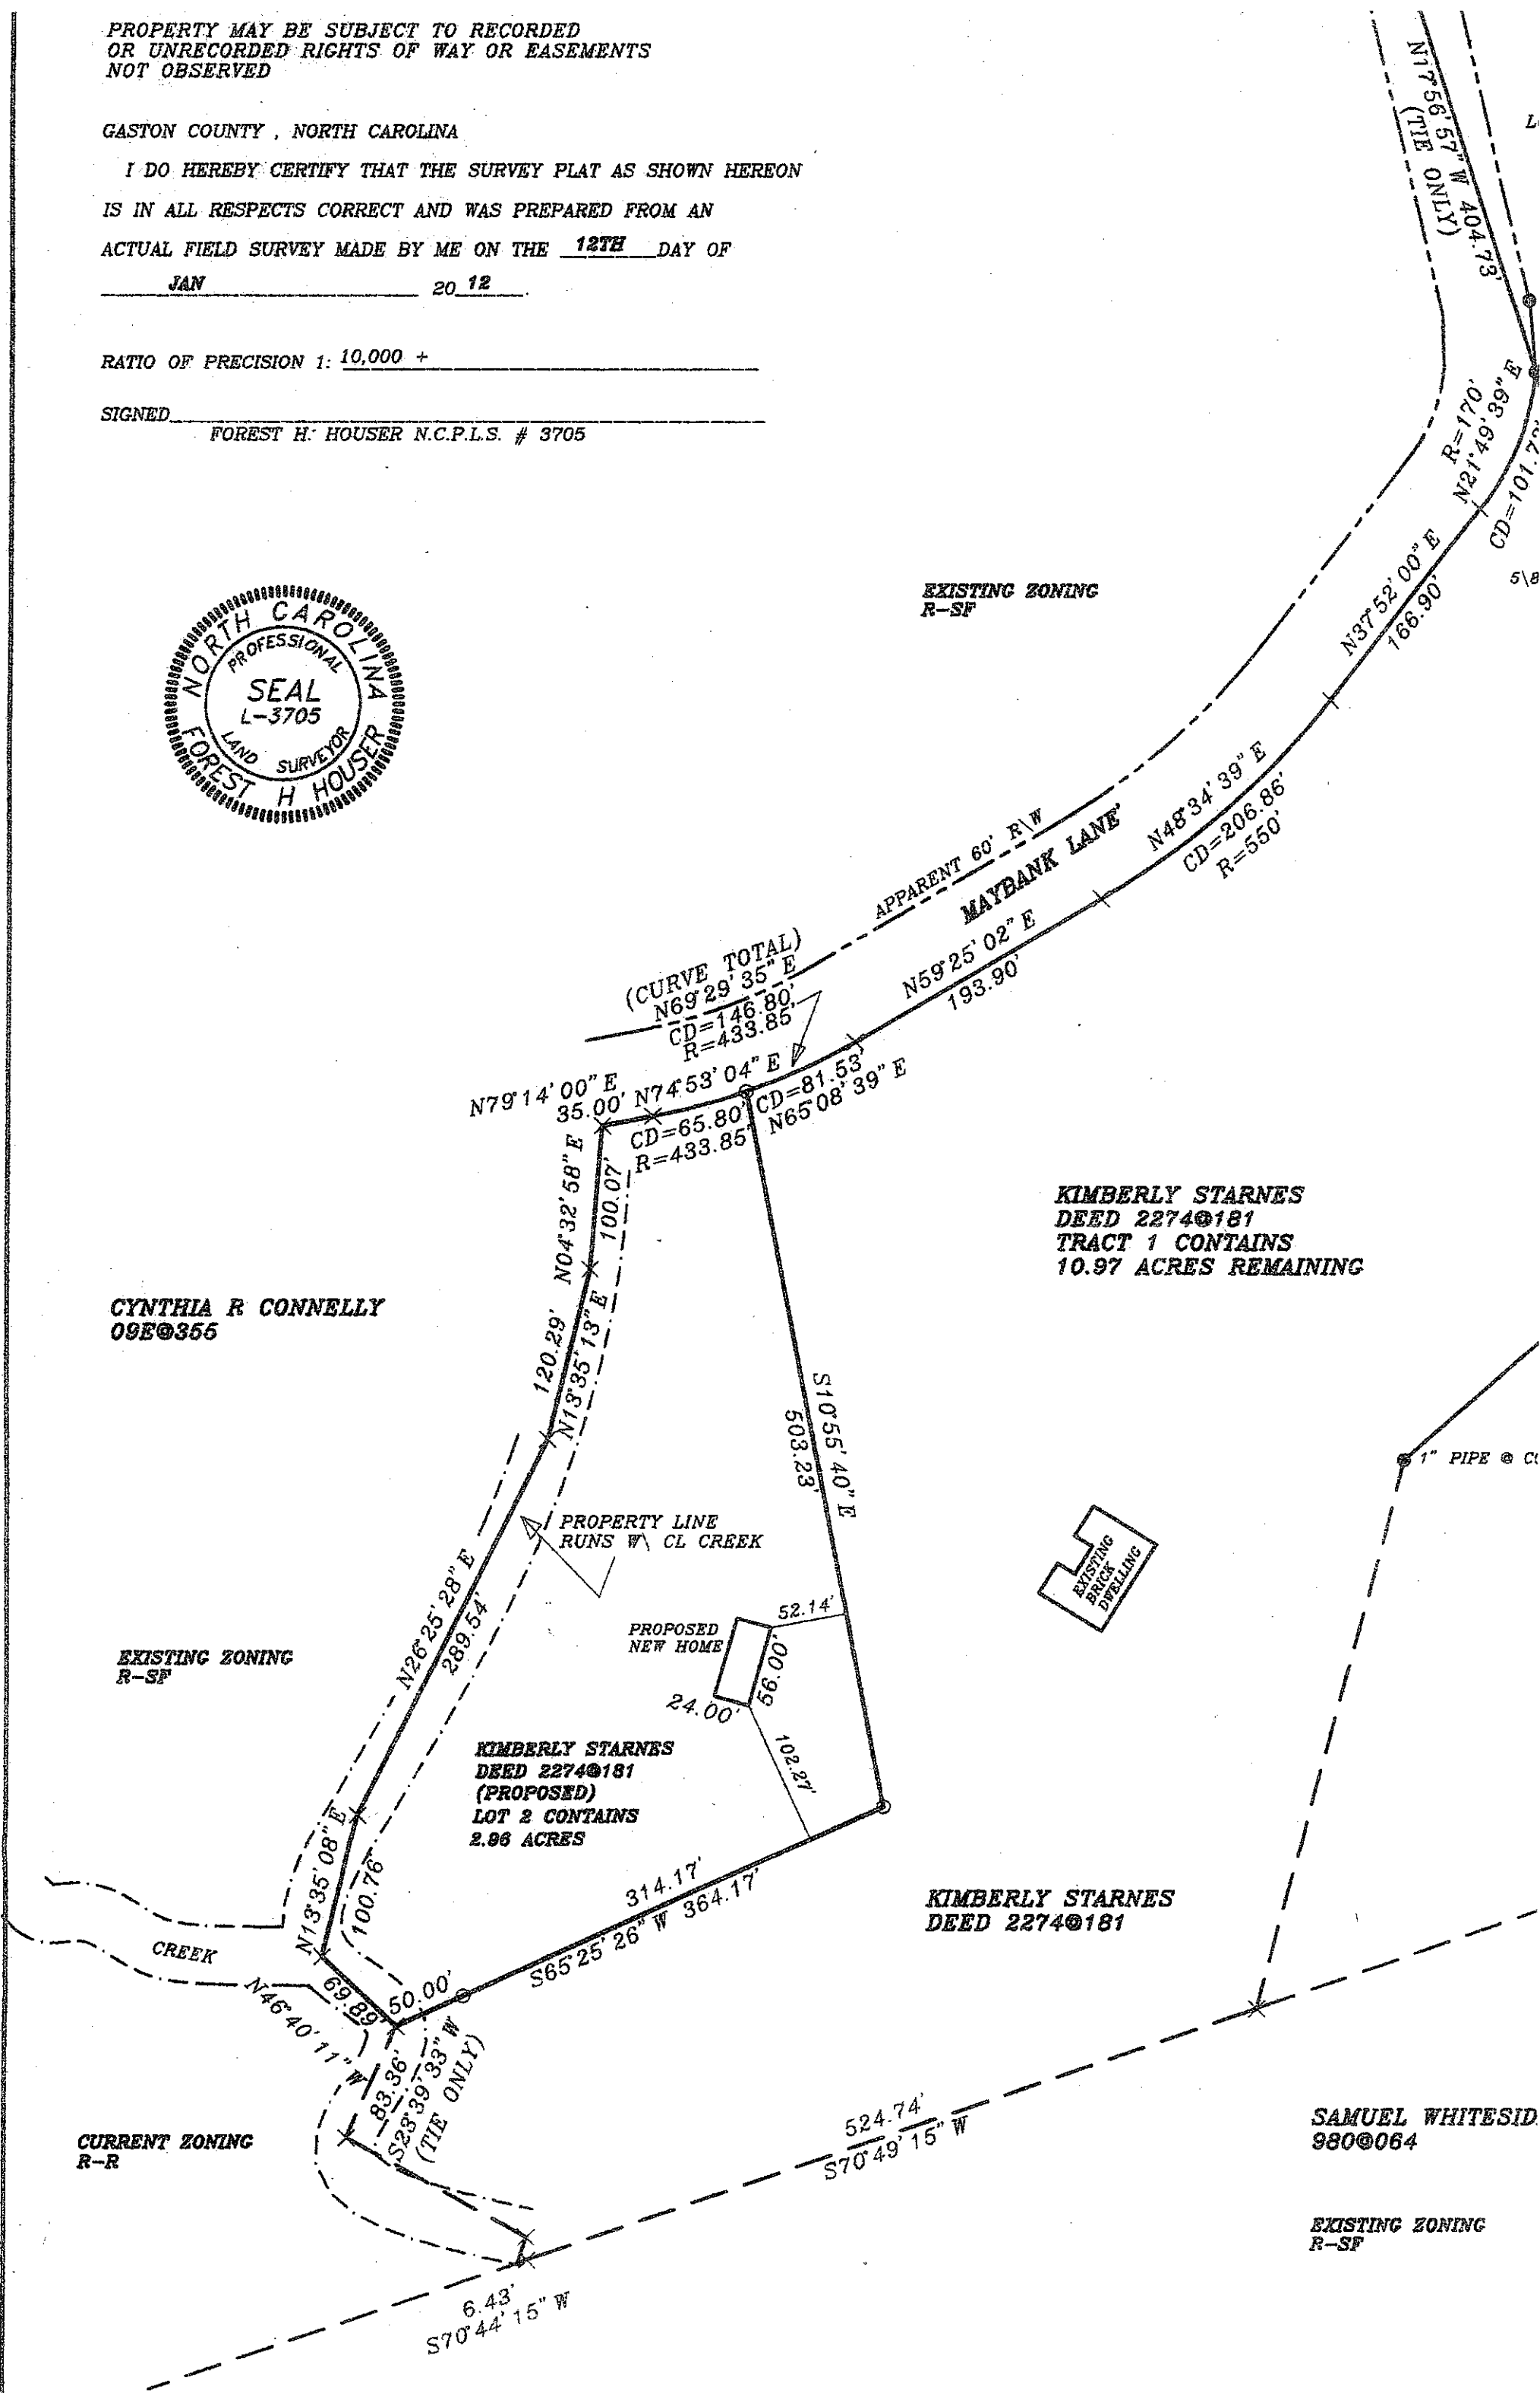 PROPERTY MAY BE SUBJECT TO RECORDED
OR UNRECORDED RIGHTS OF WAY OR EASEMENTS
NOT OBSERVED
GASTON COUNTY , NORTH CAROLINA
I DO HEREBY CERTIFY THAT THE SURVEY PLAT AS SHOWN HEREON
IS IN ALL RESPECTS CORRECT AND WAS PREPARED FROM AN
ACTUAL FIELD SURVEY MADE BY ME ON THE 12TH DAY OF
JAN 20 12 .
RATIO OF PRECISION 1: 10,000 +
SIGNED
FOREST H. HOUSER N.C.P.L.S. # 3705
NORTH CAROLINA
PROFESSIONAL
SEAL
L-3705
LAND SURVEYOR
FOREST H HOUSER
N17°56'57"W 404.73'
(TIE ONLY)
R=170'
N21°49'39"E
CD=101.7
5\8
N37°52'00"E
166.90'
EXISTING ZONING
R-SF
N48°34'39"E
CD=206.86'
R=550'
APPARENT 60' R\W
MAYBANK LANE'
N59°25'02"E
193.90'
(CURVE TOTAL)
N69°29'35"E
CD=146.80'
R=433.85'
N79°14'00"E
35.00'
N74°53'04"E
CD=65.80'
R=433.85'
CD=81.53'
N65°08'39"E
N04°32'58"E
100.07'
KIMBERLY STARNES
DEED 2274@181
TRACT 1 CONTAINS
10.97 ACRES REMAINING
CYNTHIA R CONNELLY
09E@355
120.29'
N13°35'13"E
S10°55'40"E
503.23'
1" PIPE @
PROPERTY LINE
RUNS W\ CL CREEK
EXISTING
BRICK
DWELLING
N26°25'28"E
289.54'
PROPOSED
NEW HOME
52.14'
56.00'
24.00'
102.27'
EXISTING ZONING
R-SF
KIMBERLY STARNES
DEED 2274@181
(PROPOSED)
LOT 2 CONTAINS
2.96 ACRES
N13°35'08"E
100.76'
314.17'
S65°25'26"W 364.17'
KIMBERLY STARNES
DEED 2274@181
CREEK
N46°40'11"W
69.89'
50.00'
83.36'
S23°39'33"W
(TIE ONLY)
524.74'
S70°49'15"W
SAMUEL WHITESID
980@064
CURRENT ZONING
R-R
EXISTING ZONING
R-SF
6.43'
S70°44'15"W